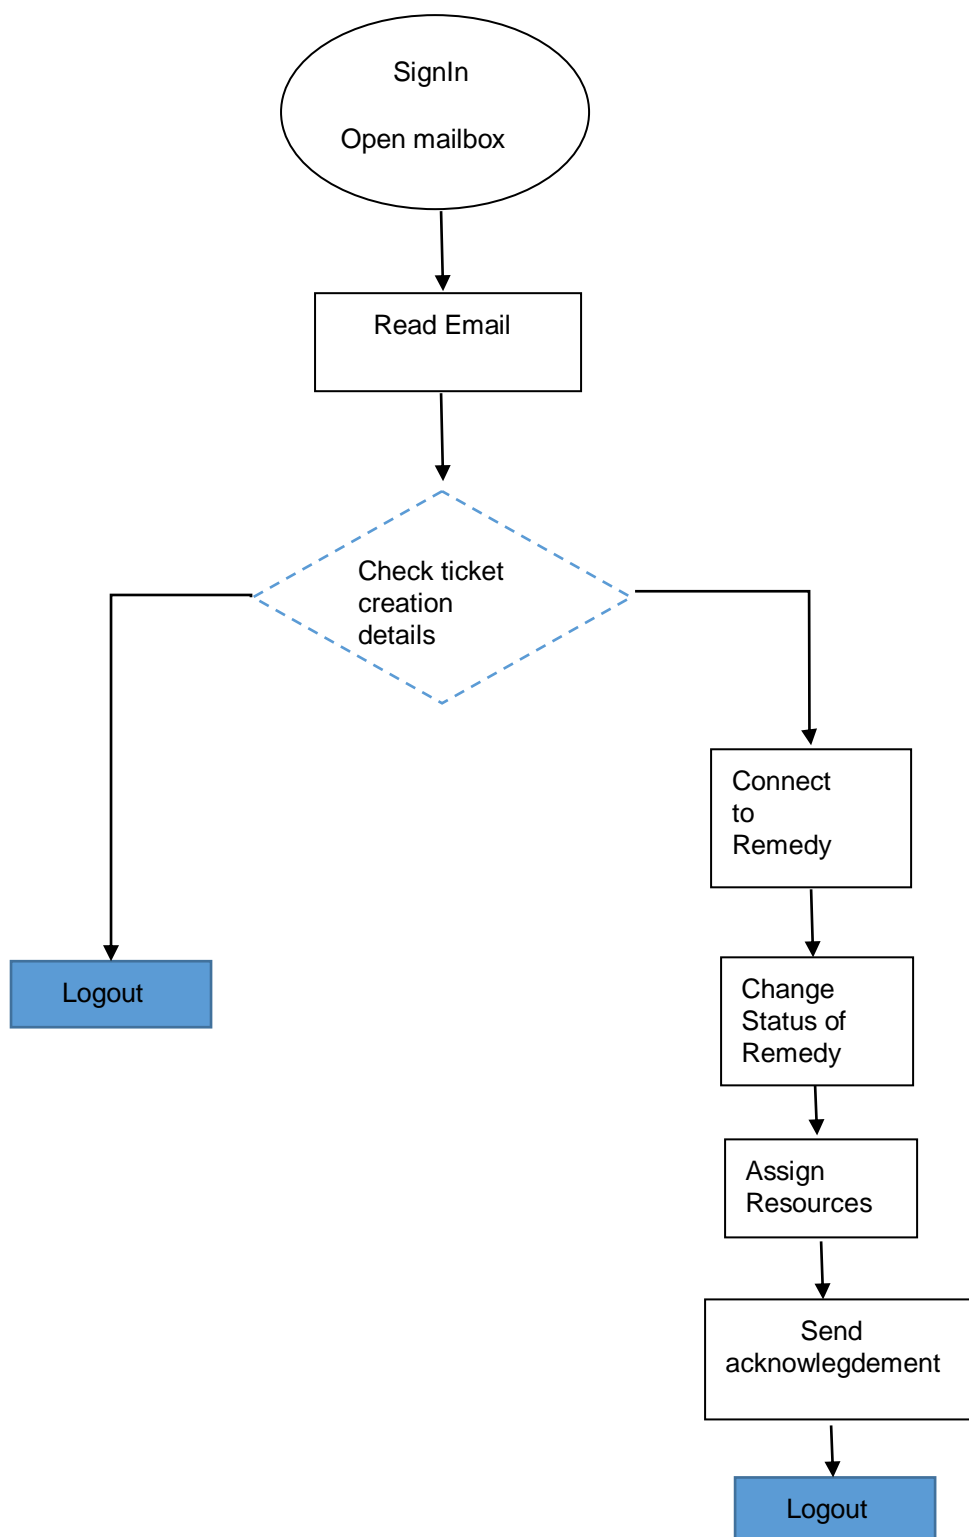 SignIn
Open mailbox
Read Email
Check ticket
creation
details
Connect
to
Remedy
Logout
Change
Status of
Remedy
Assign
Resources
Send
acknowlegdement
Logout